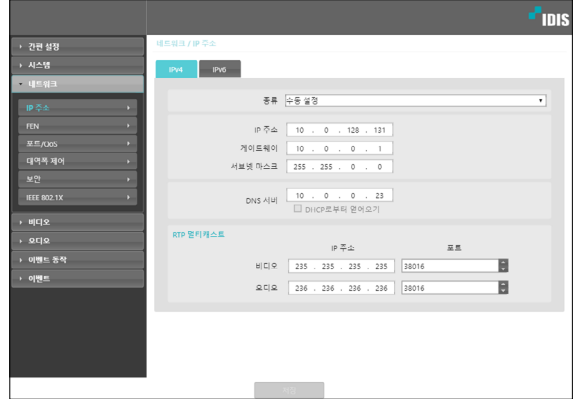 IDIS
간편 설정
시스템
네트워크
IP 주소
FEN
포트/QoS
대역폭 제어
보안
IEEE 802.1X
비디오
오디오
이벤트 동작
이벤트
네트워크 / IP 주소
IPv4 IPv6
종류 수동 설정
IP 주소 10 . 0 . 128 . 131
게이트웨이 10 . 0 . 0 . 1
서브넷 마스크 255 . 255 . 0 . 0
DNS 서버 10 . 0 . 0 . 23
DHCP로부터 얻어오기
RTP 멀티캐스트
IP 주소 포트
비디오 235 . 235 . 235 . 235 38016
오디오 236 . 236 . 236 . 236 38016
저장